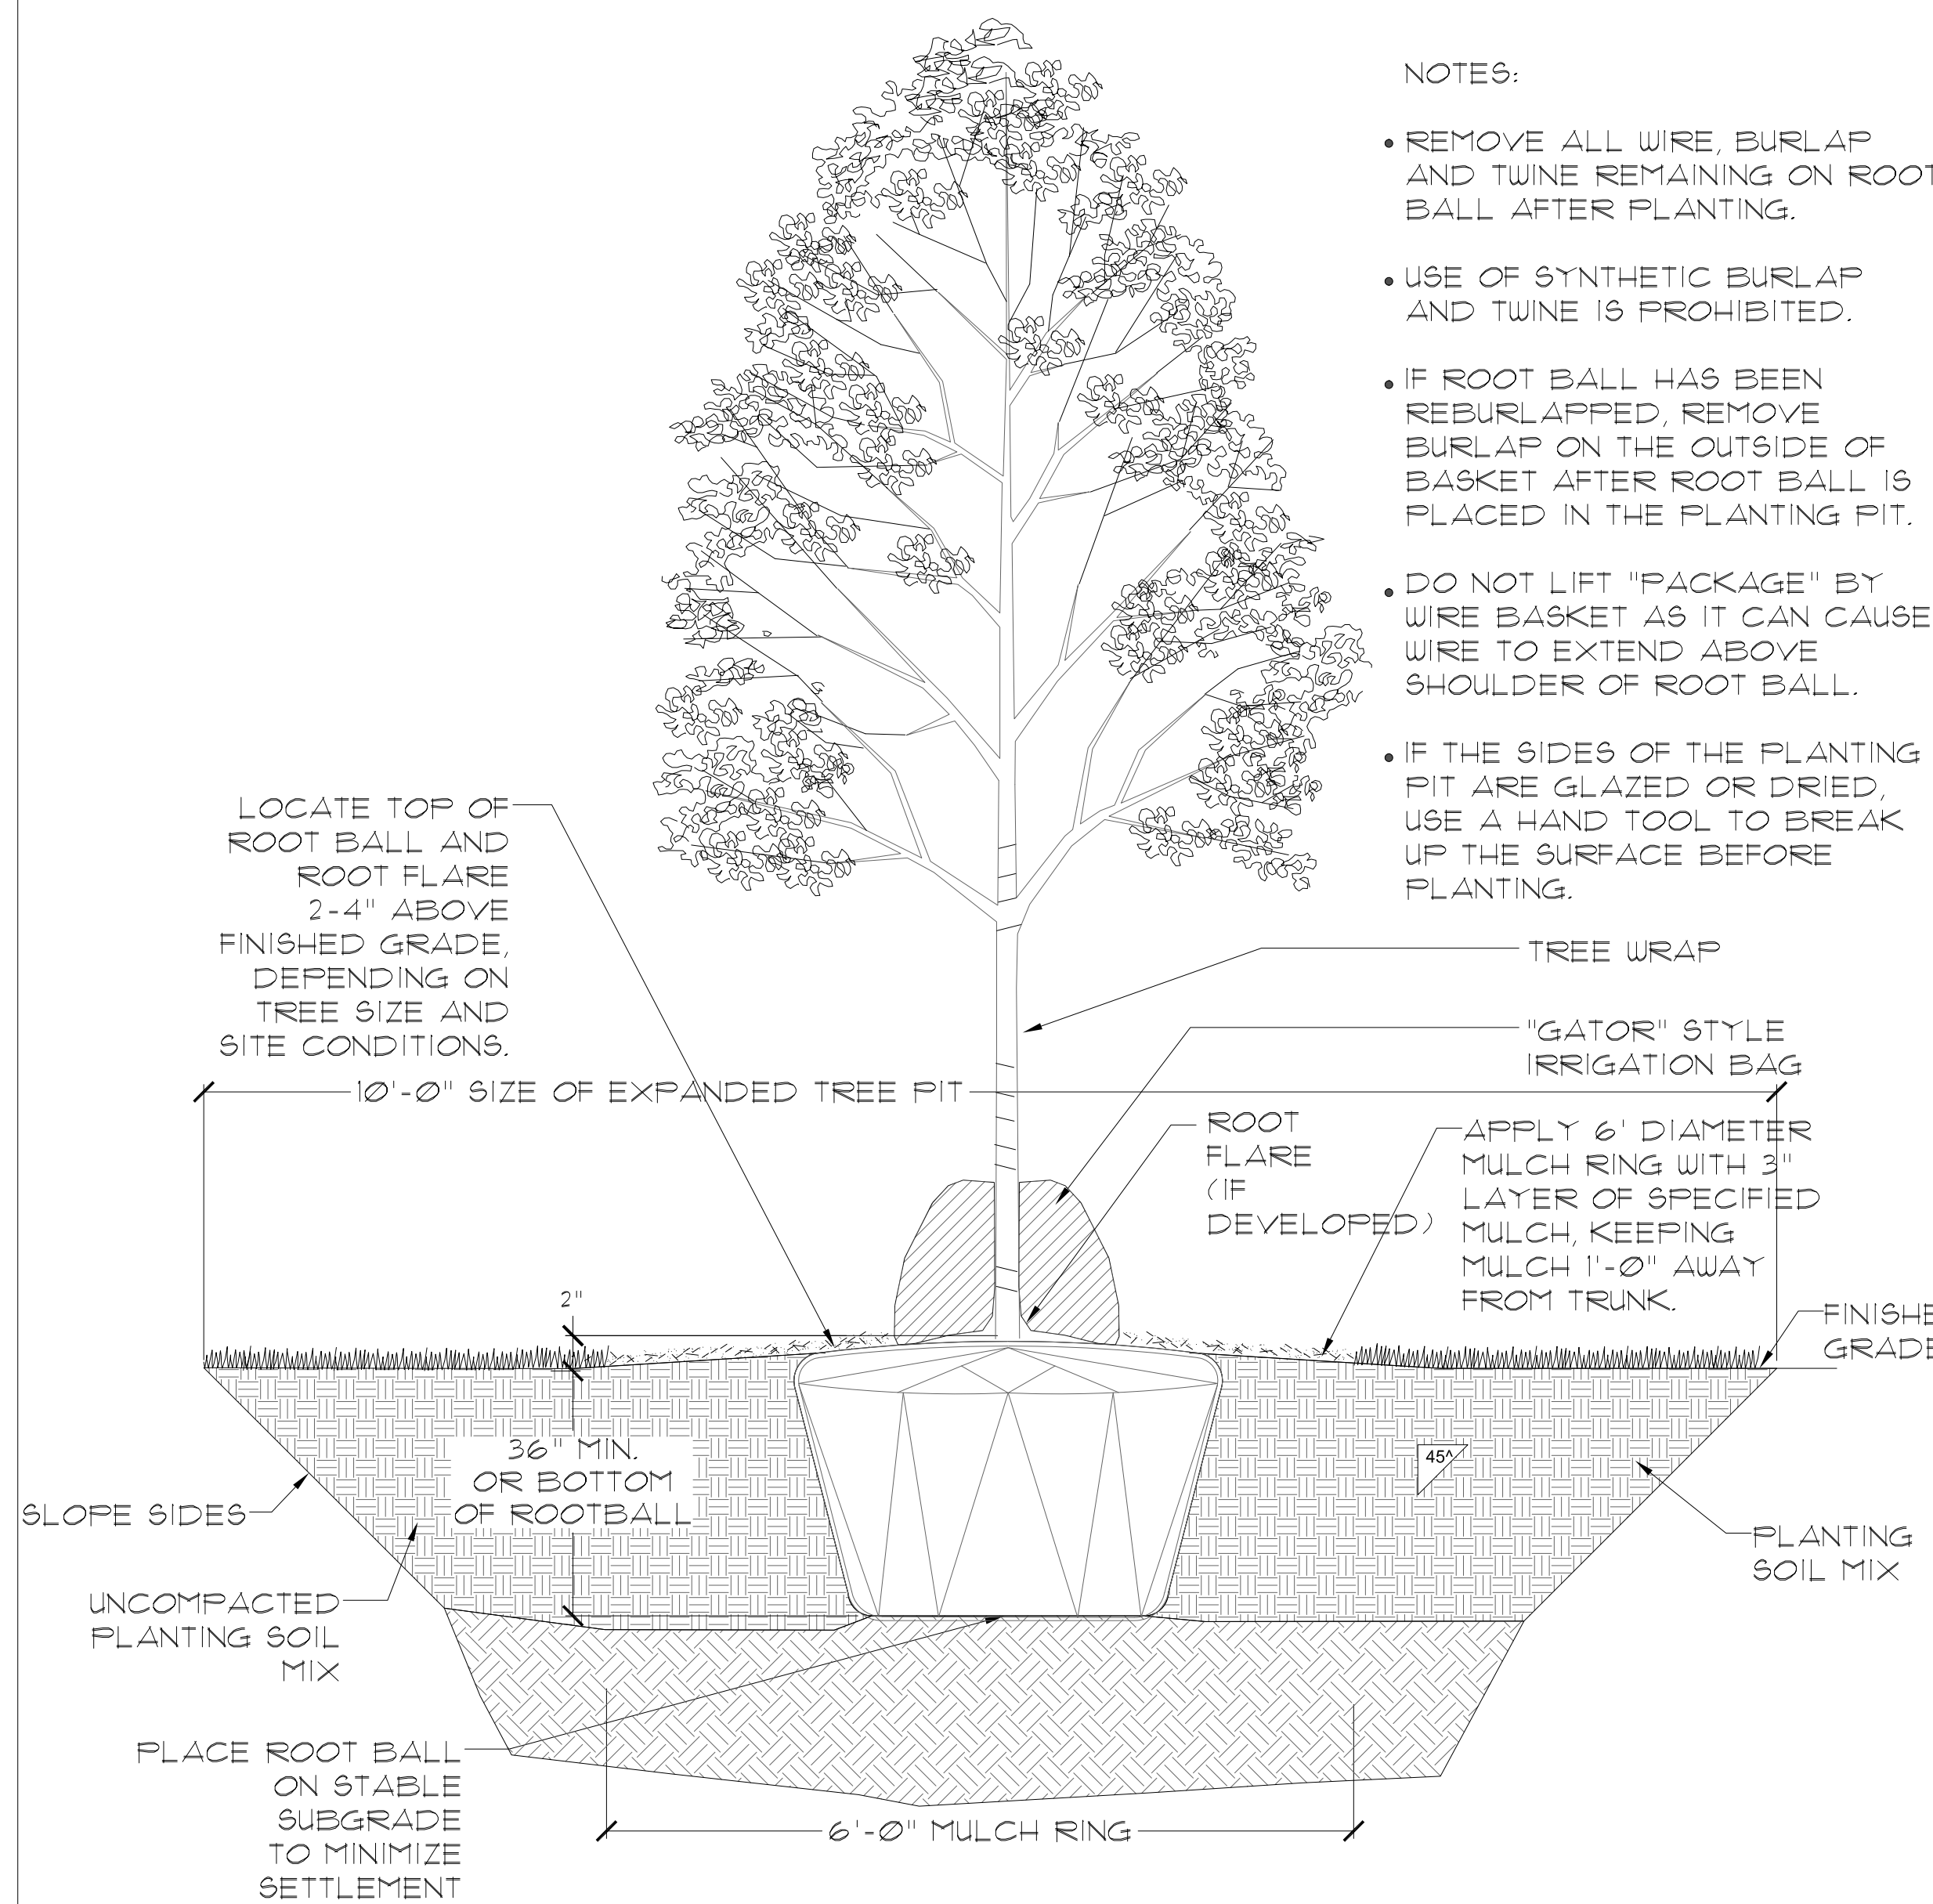 NOTES:
• REMOVE ALL WIRE, BURLAP
AND TWINE REMAINING ON ROOT
BALL AFTER PLANTING.
• USE OF SYNTHETIC BURLAP
AND TWINE IS PROHIBITED.
• IF ROOT BALL HAS BEEN
REBURLAPPED, REMOVE
BURLAP ON THE OUTSIDE OF
BASKET AFTER ROOT BALL IS
PLACED IN THE PLANTING PIT.
• DO NOT LIFT "PACKAGE" BY
WIRE BASKET AS IT CAN CAUSE
WIRE TO EXTEND ABOVE
SHOULDER OF ROOT BALL.
• IF THE SIDES OF THE PLANTING
PIT ARE GLAZED OR DRIED,
USE A HAND TOOL TO BREAK
UP THE SURFACE BEFORE
PLANTING.
LOCATE TOP OF
ROOT BALL AND
ROOT FLARE
2-4" ABOVE
FINISHED GRADE,
DEPENDING ON
TREE SIZE AND
SITE CONDITIONS.
TREE WRAP
"GATOR" STYLE
IRRIGATION BAG
10'-0" SIZE OF EXPANDED TREE PIT
ROOT
FLARE
(IF
DEVELOPED)
APPLY 6' DIAMETER
MULCH RING WITH 3"
LAYER OF SPECIFIED
MULCH, KEEPING
MULCH 1'-0" AWAY
FROM TRUNK.
2"
FINISHE
GRADE
36" MIN.
OR BOTTOM
OF ROOTBALL
45^
SLOPE SIDES
PLANTING
SOIL MIX
UNCOMPACTED
PLANTING SOIL
MIX
PLACE ROOT BALL
ON STABLE
SUBGRADE
TO MINIMIZE
SETTLEMENT
6'-0" MULCH RING